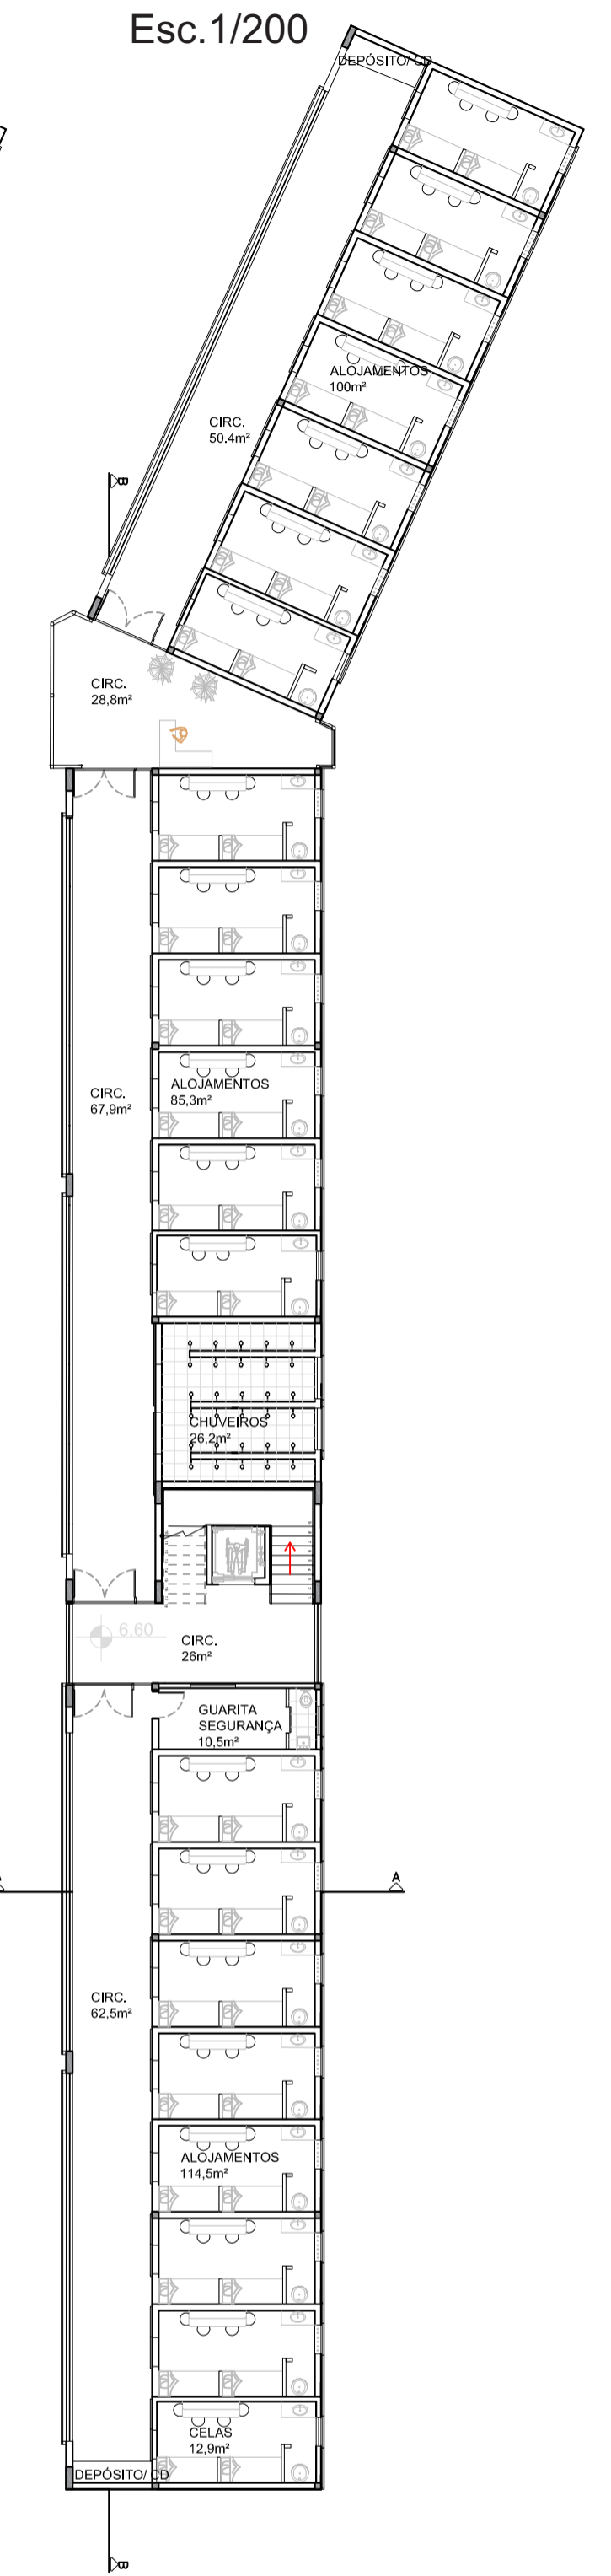 Esc.1/200
DEPÓSITO/ CD
ALOJAMENTOS
100m²
CIRC.
50.4m²
B
CIRC.
28,8m²
ALOJAMENTOS
85,3m²
CIRC.
67,9m²
CHUVEIROS
26,2m²
6,60
CIRC.
26m²
GUARITA
SEGURANÇA
10,5m²
A
CIRC.
62,5m²
ALOJAMENTOS
114,5m²
CELAS
12,9m²
DEPÓSITO/ CD
B